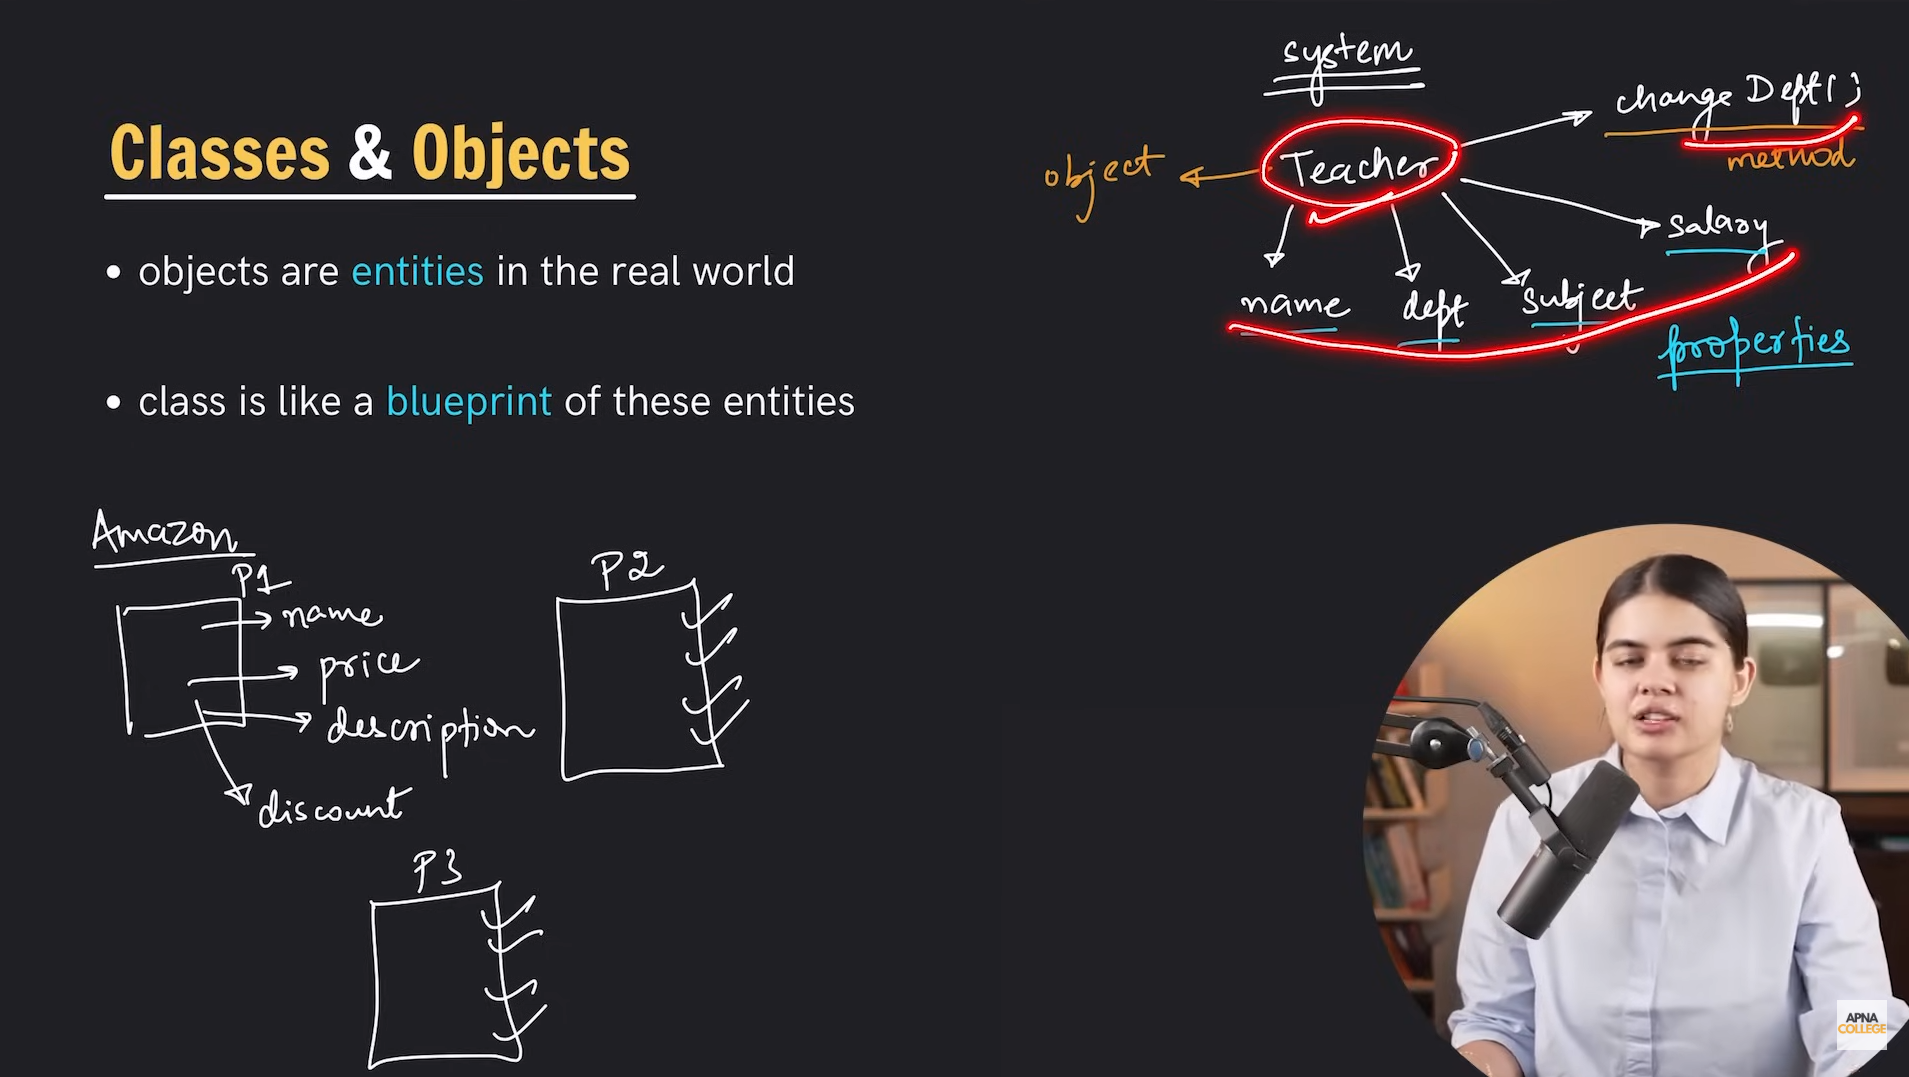 Classes & Objects
objects are entities in the real world
class is like a blueprint of these entities
system
Teacher
object
change Dept()
method
salary
name
dept
subject
properties
Amazon
P1
name
price
description
discount
P2
P3
APNA
COLLEGE